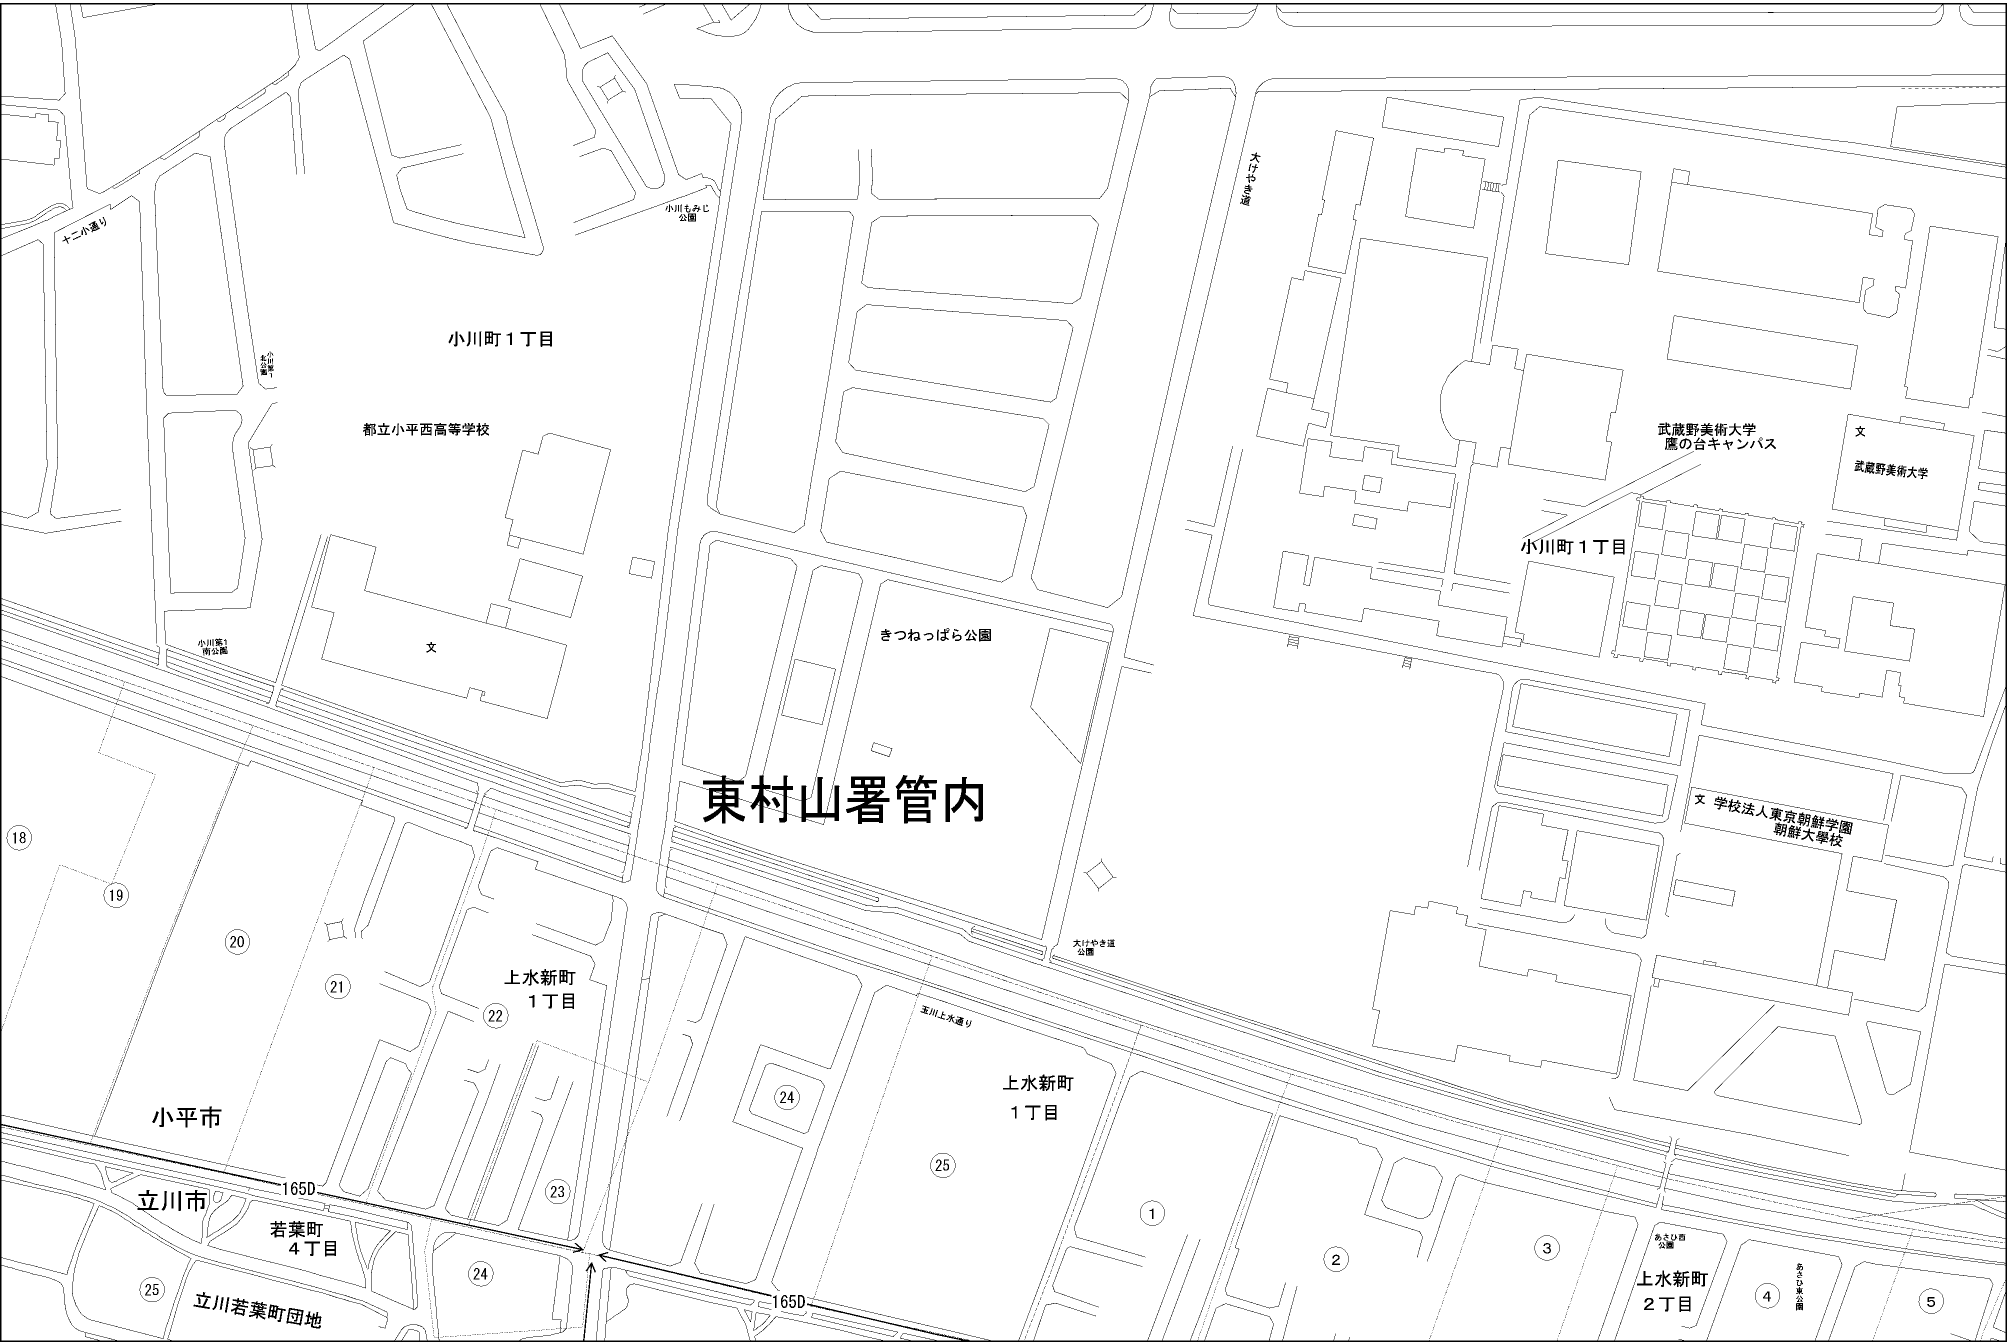 大けやき道
小川もみじ
公園
十二小通り
小川町１丁目
小川第1
北公園
都立小平西高等学校
武蔵野美術大学
鷹の台キャンパス
文
武蔵野美術大学
小川町１丁目
きつねっぱら公園
小川第1
南公園
文
東村山署管内
文 学校法人東京朝鮮学園
朝鮮大學校
18
19
20
21
22
上水新町
１丁目
大けやき道
公園
玉川上水通り
上水新町
１丁目
24
25
小平市
165D
23
立川市
若葉町
４丁目
24
25
立川若葉町団地
165D
1
2
3
あさひ西
公園
上水新町
２丁目
4
あさひ東公園
5